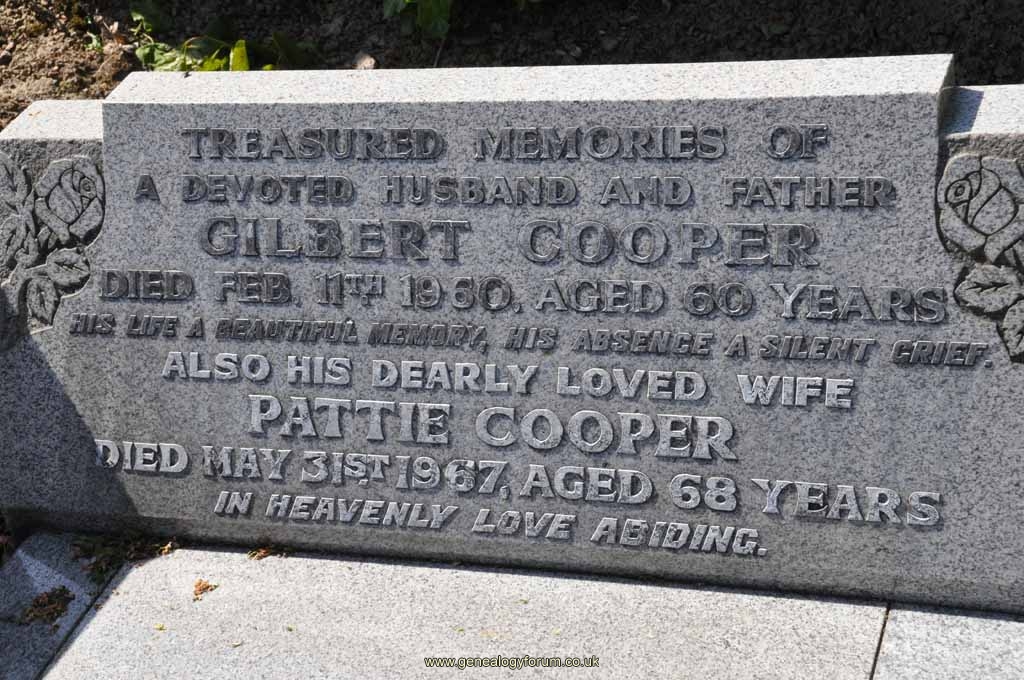 TREASURED MEMORIES OF
A DEVOTED HUSBAND AND FATHER
GILBERT COOPER
DIED FEB. 11TH 1960, AGED 60 YEARS
HIS LIFE A BEAUTIFUL MEMORY, HIS ABSENCE A SILENT GRIEF.
ALSO HIS DEARLY LOVED WIFE
PATTIE COOPER
DIED MAY 31ST 1967, AGED 68 YEARS
IN HEAVENLY LOVE ABIDING.
www.genealogyforum.co.uk